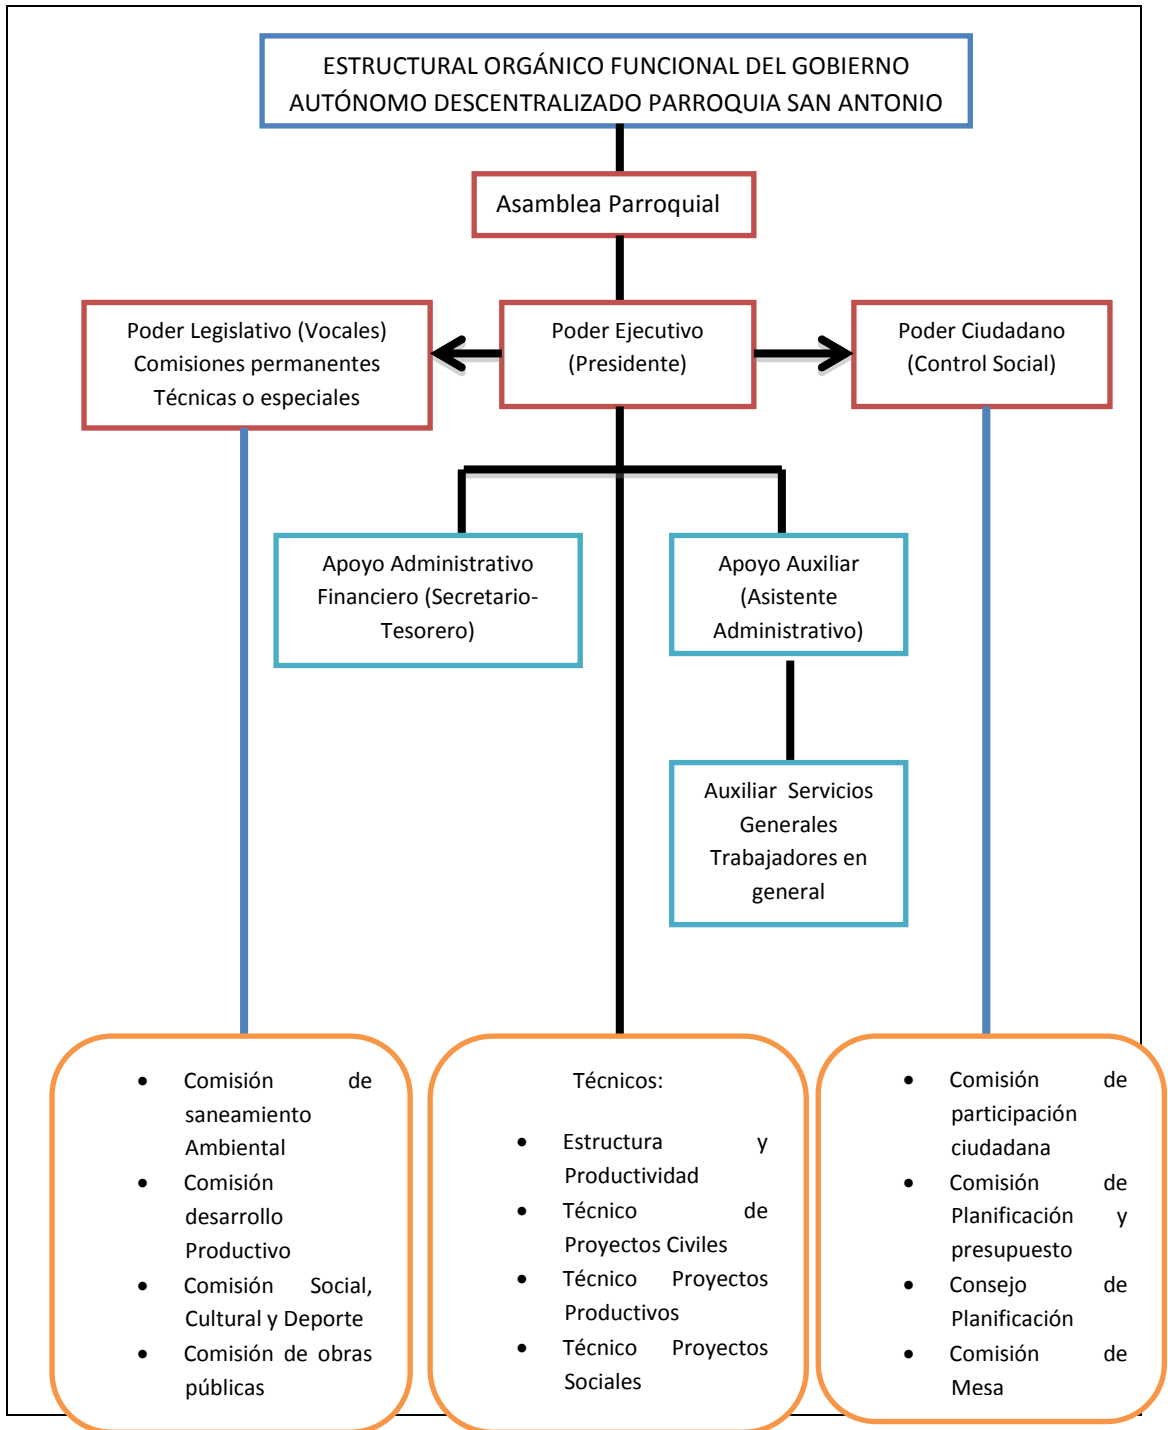 ESTRUCTURAL ORGÁNICO FUNCIONAL DEL GOBIERNO
AUTÓNOMO DESCENTRALIZADO PARROQUIA SAN ANTONIO
Asamblea Parroquial
Poder Legislativo (Vocales)
Comisiones permanentes
Técnicas o especiales
Poder Ejecutivo
(Presidente)
Poder Ciudadano
(Control Social)
Apoyo Administrativo
Financiero (Secretario-
Tesorero)
Apoyo Auxiliar
(Asistente
Administrativo)
Auxiliar Servicios
Generales
Trabajadores en
general
• Comisión de
saneamiento
Ambiental
• Comisión
desarrollo
Productivo
• Comisión Social,
Cultural y Deporte
• Comisión de obras
públicas
Técnicos:
• Estructura y
Productividad
• Técnico de
Proyectos Civiles
• Técnico Proyectos
Productivos
• Técnico Proyectos
Sociales
• Comisión de
participación
ciudadana
• Comisión de
Planificación y
presupuesto
• Consejo de
Planificación
• Comisión de
Mesa